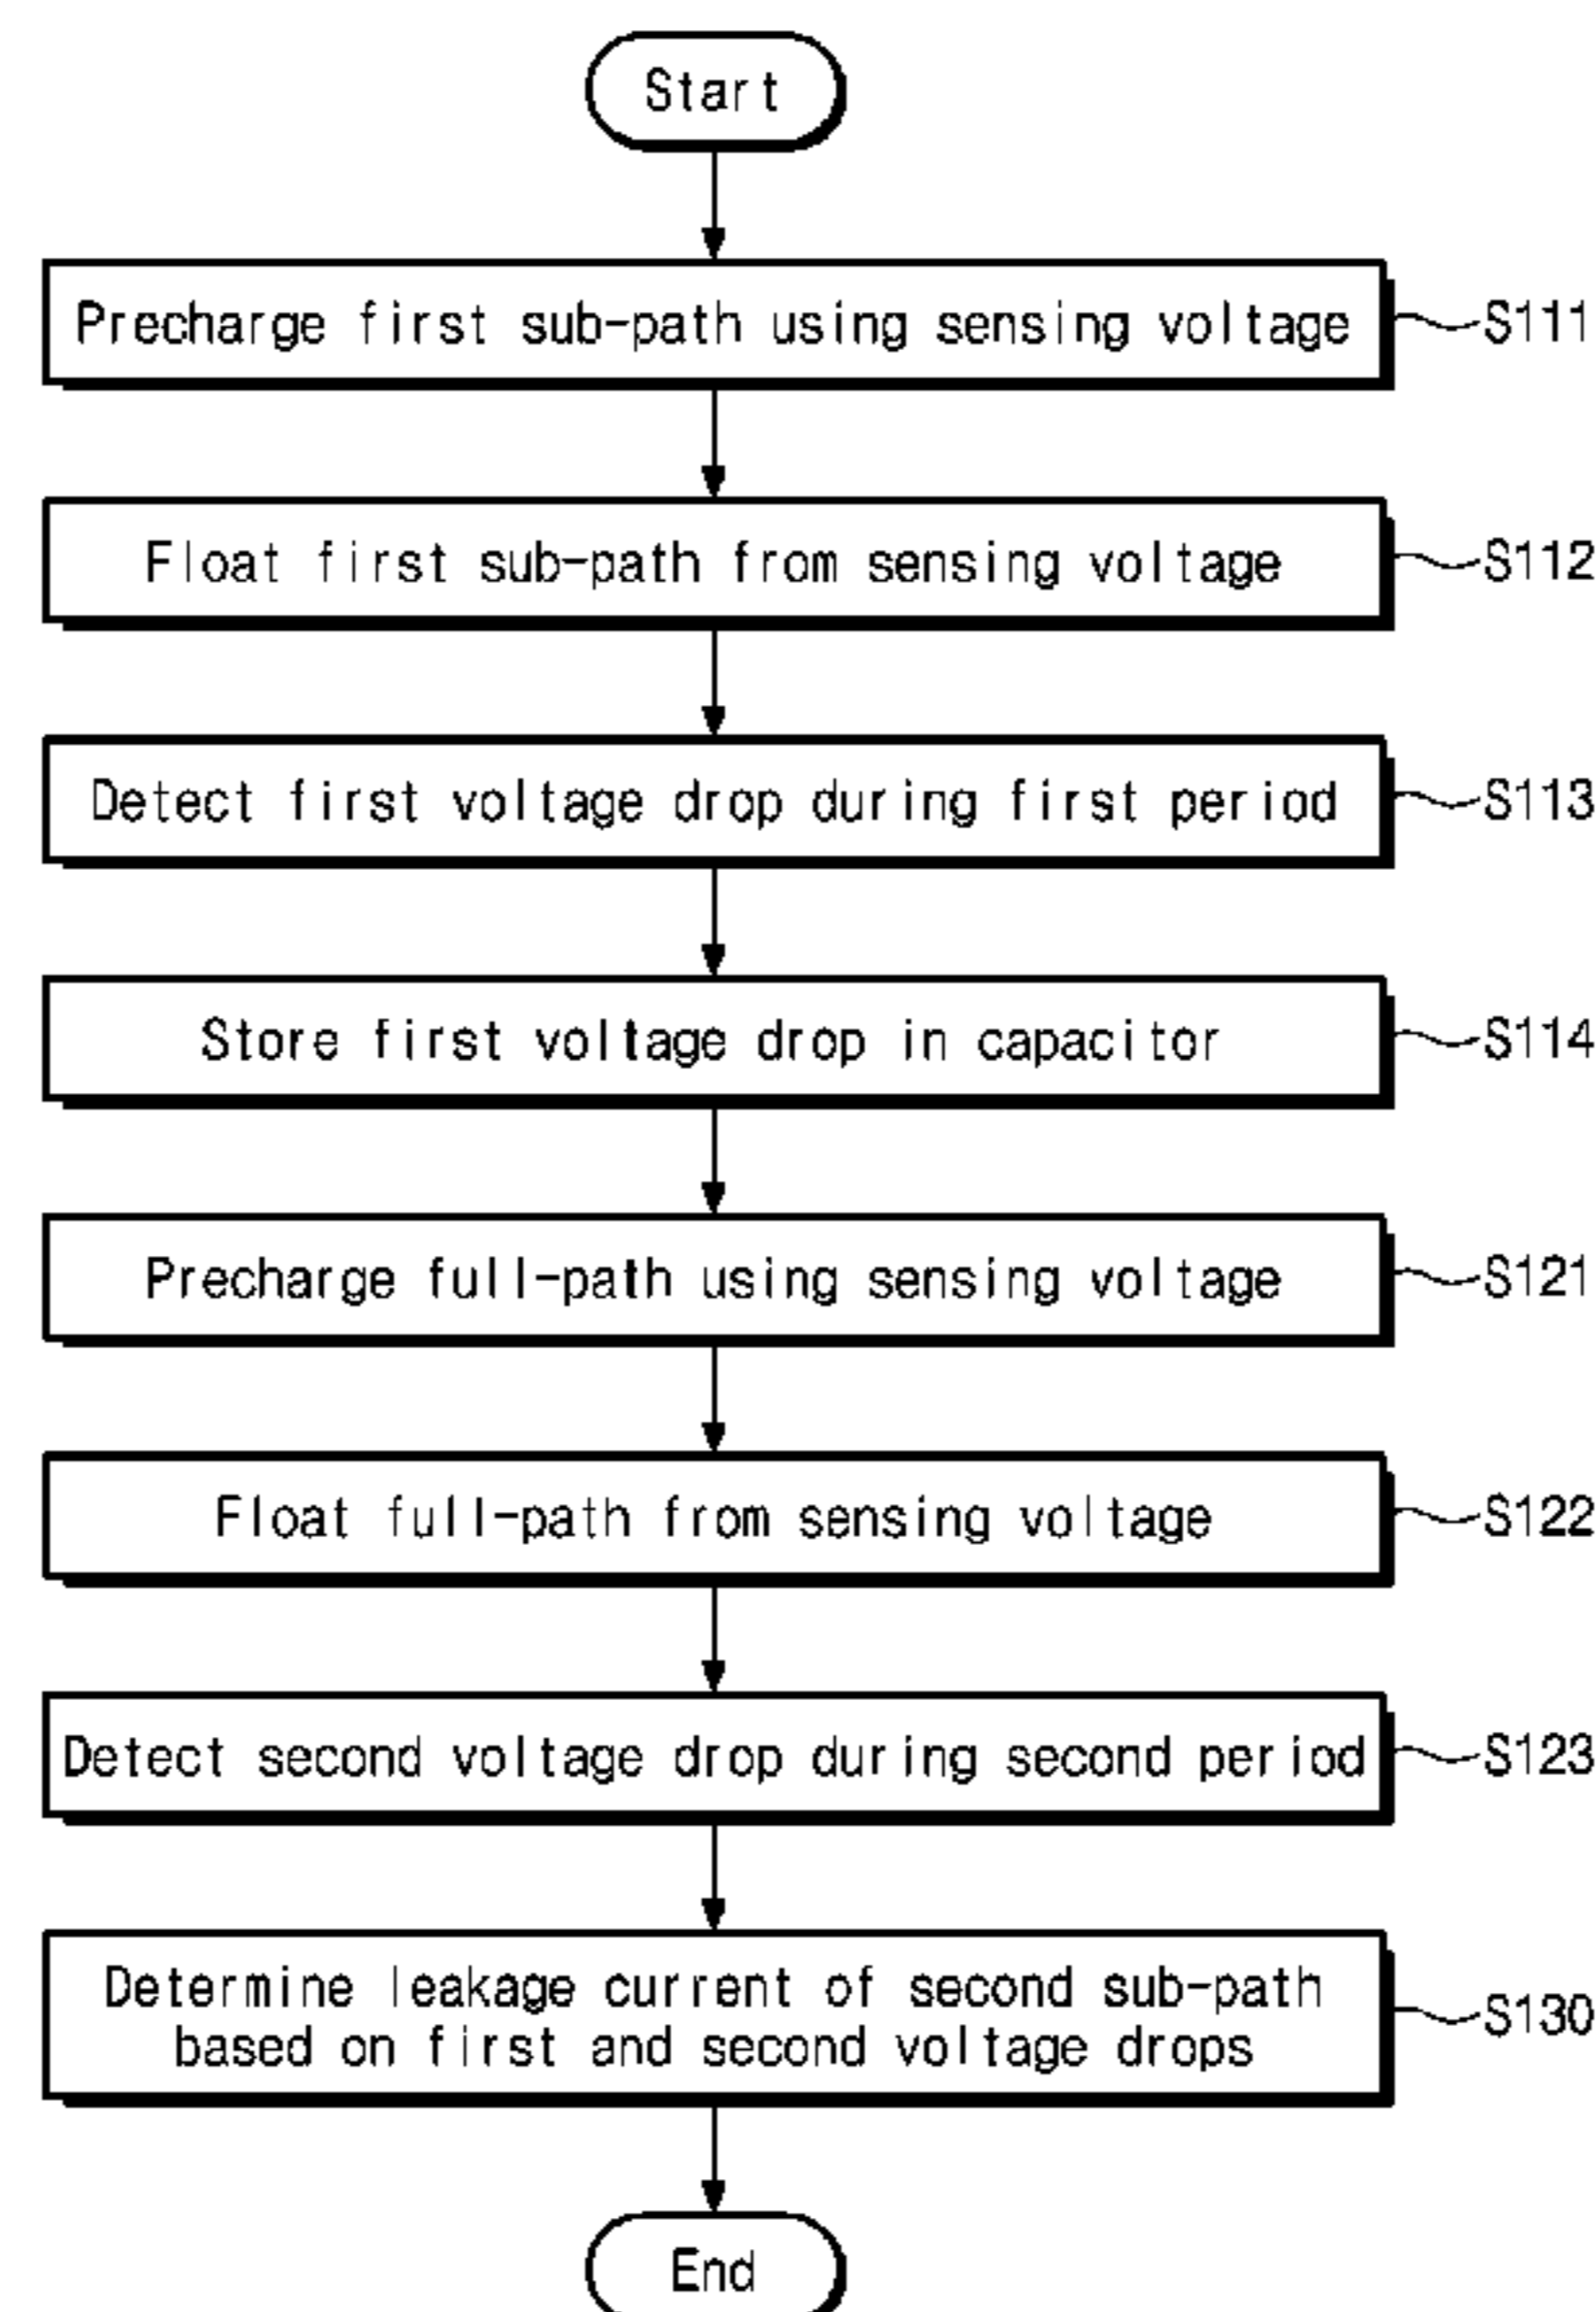 Start
Precharge first sub-path using sensing voltage
S111
Float first sub-path from sensing voltage
S112
Detect first voltage drop during first period
S113
Store first voltage drop in capacitor
S114
Precharge full-path using sensing voltage
S121
Float full-path from sensing voltage
S122
Detect second voltage drop during second period
S123
Determine leakage current of second sub-path
based on first and second voltage drops
S130
End